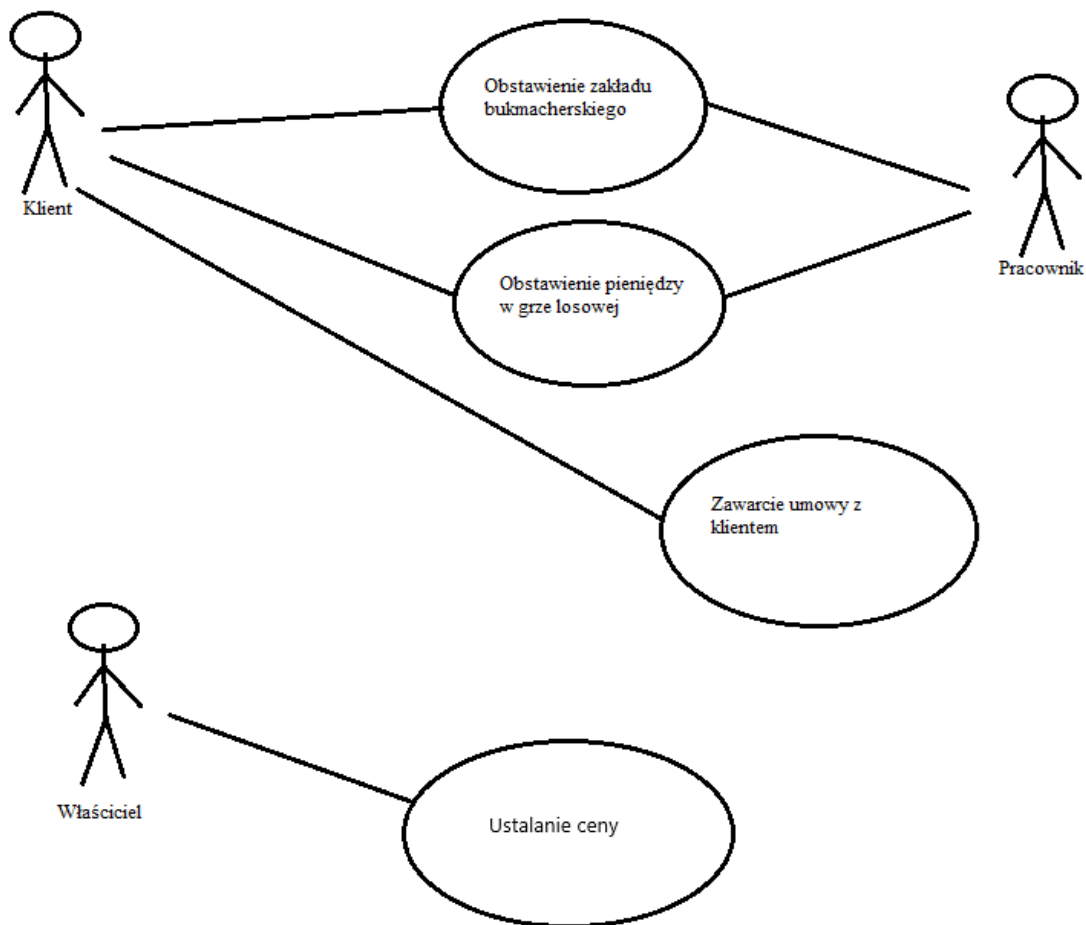 Obstawienie zakładu
bukmacherskiego
Klient
Pracownik
Obstawienie pieniędzy
w grze losowej
Zawarcie umowy z
klientem
Właściciel
Ustalanie ceny